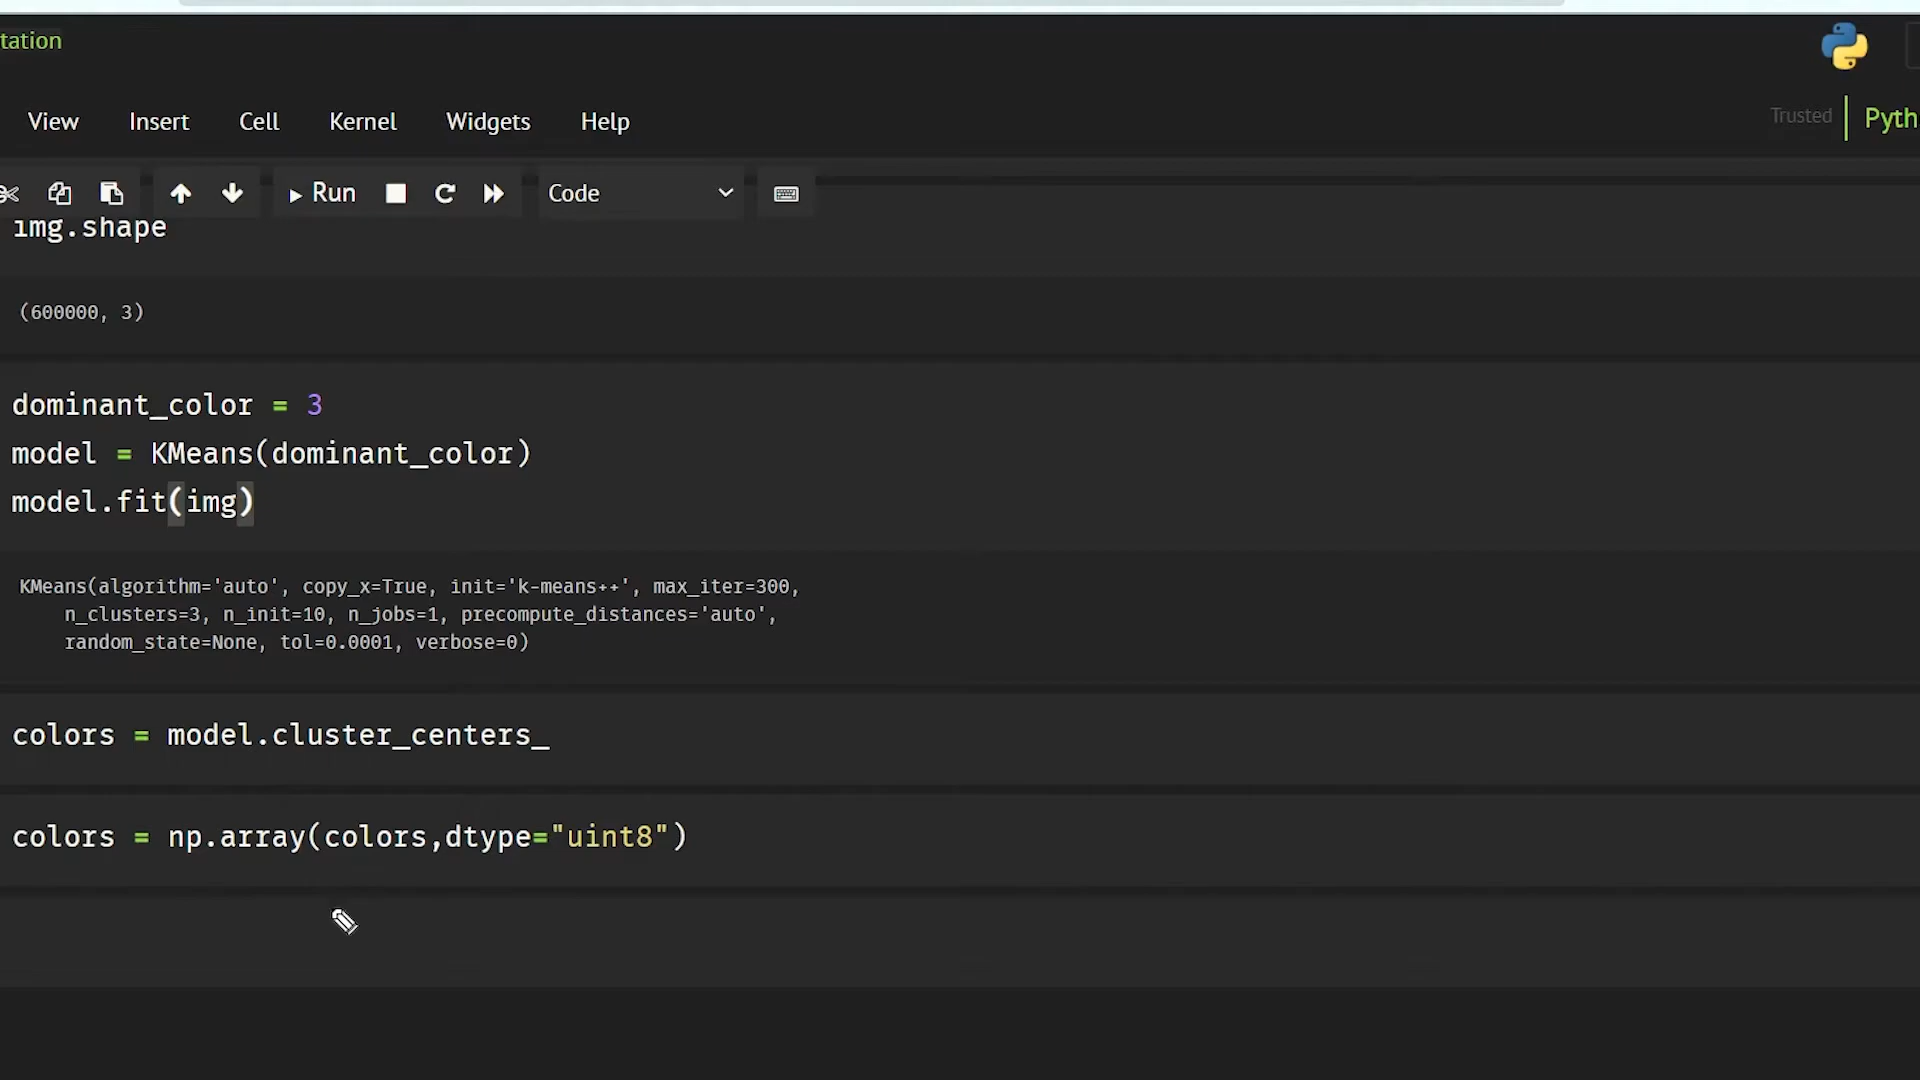 tation
View Insert Cell Kernel Widgets Help
Trusted Pyth
Run Code
img.shape
(600000, 3)
dominant_color = 3
model = KMeans(dominant_color)
model.fit(img)
KMeans(algorithm='auto', copy_x=True, init='k-means++', max_iter=300,
    n_clusters=3, n_init=10, n_jobs=1, precompute_distances='auto',
    random_state=None, tol=0.0001, verbose=0)
colors = model.cluster_centers_
colors = np.array(colors,dtype="uint8")